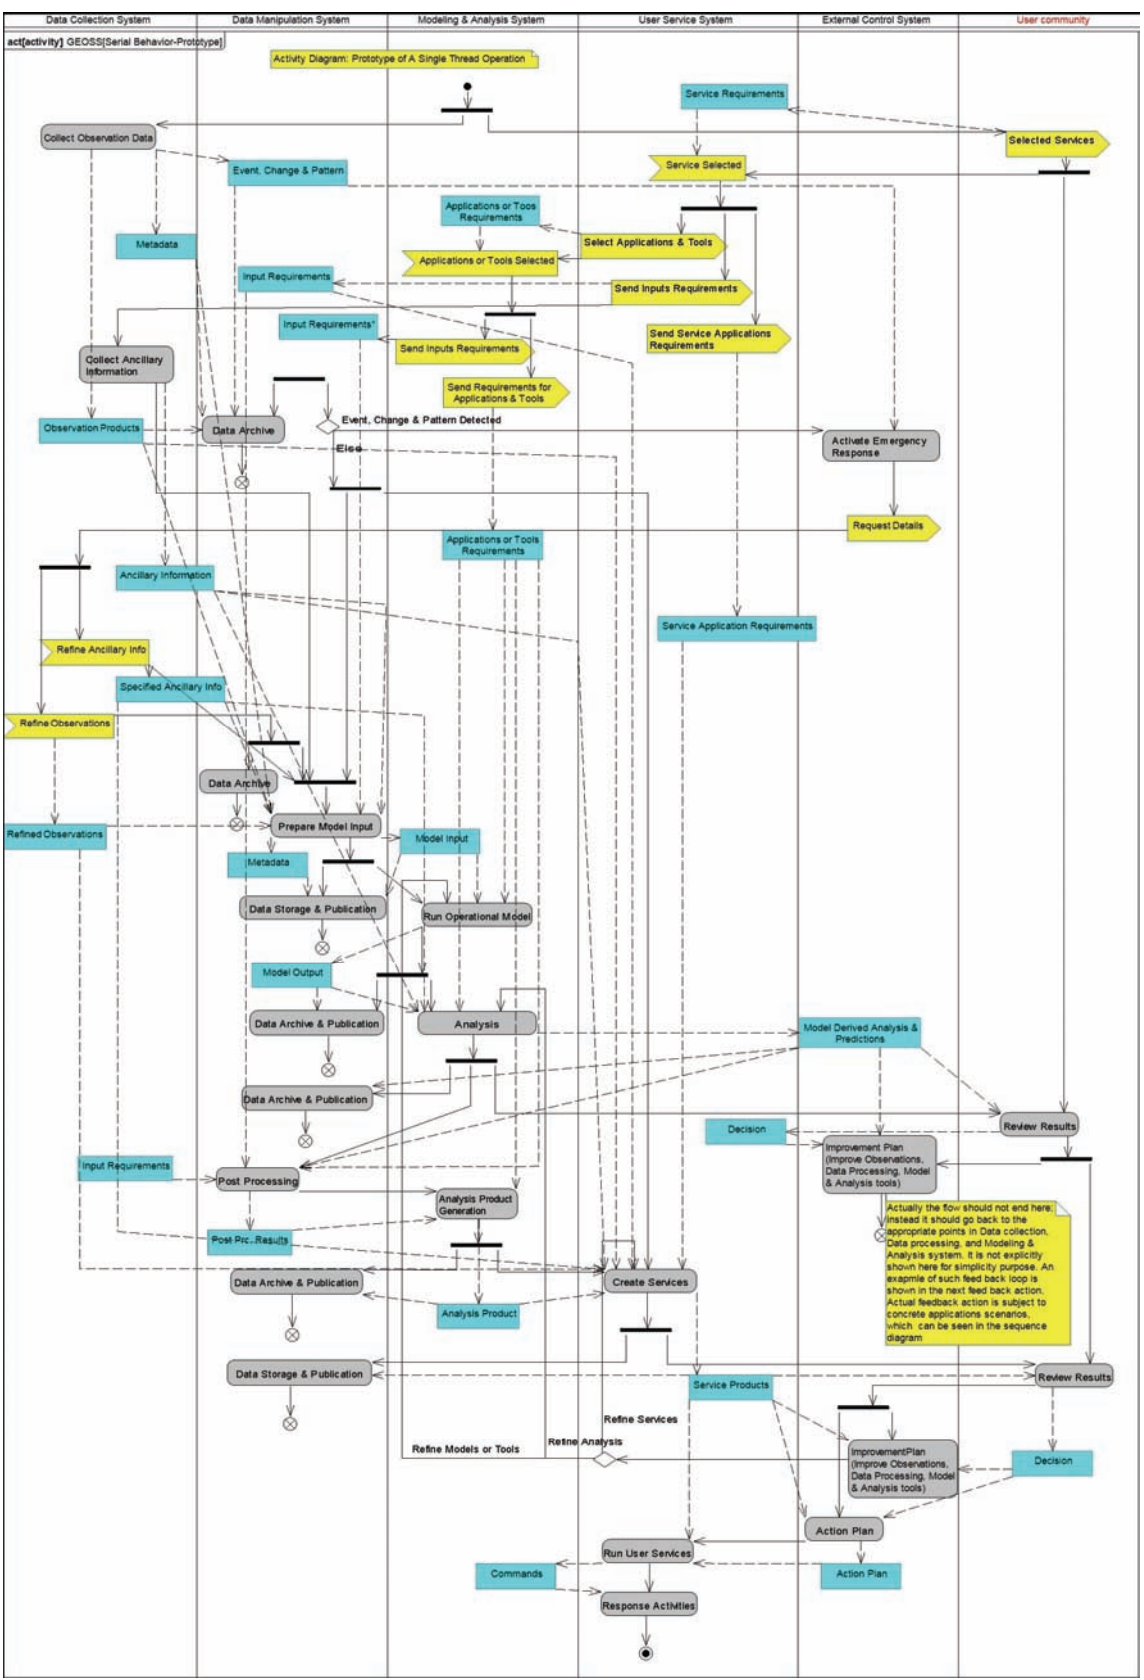 Data Collection System
Data Manipulation System
Modeling & Analysis System
User Service System
External Control System
User community
act[activity] GEOSS[Serial Behavior-Prototype]
Activity Diagram: Prototype of A Single Thread Operation
Service Requirements
Collect Observation Data
Selected Services
Event, Change & Pattern
Service Selected
Applications or Toos
Requirements
Metadata
Select Applications & Tools
Applications or Tools Selected
Input Requirements
Send Inputs Requirements
Input Requirements"
Send Service Applications
Requirements
Send Inputs Requirements
Collect Ancillary
Information
Send Requirements for
Applications & Tools
Observation Products
Data Archive
Event, Change & Pattern Detected
Else
Activate Emergency
Response
Request Details
Applications or Tools
Requirements
Ancillary Information
Service Application Requirements
Refine Ancillary Info
Specified Ancillary Info
Refine Observations
Data Archive
Refined Observations
Prepare Model Input
Model Input
Metadata
Data Storage & Publication
Run Operational Model
Model Output
Data Archive & Publication
Analysis
Model Derived Analysis &
Predictions
Data Archive & Publication
Decision
Review Results
Improvement Plan
(Improve Observations,
Data Processing, Model
& Analysis tools)
Input Requirements
Post Processing
Analysis Product
Generation
Actually the flow should not end here;
instead it should go back to the
appropriate points in Data collection,
Data processing, and Modeling &
Analysis system. It is not explicitly
shown here for simplicity purpose. An
exapmle of such feed back loop is
shown in the next feed back action.
Actual feedback action is subject to
concrete applications scenarios,
which can be seen in the sequence
diagram
Post Prc..Results
Data Archive & Publication
Create Services
Analysis Product
Data Storage & Publication
Service Products
Review Results
Refine Services
Refine Models or Tools
Refine Analysis
ImprovementPlan
(Improve Observations,
Data Processing, Model
& Analysis tools)
Decision
Action Plan
Run User Services
Commands
Action Plan
Response Activities